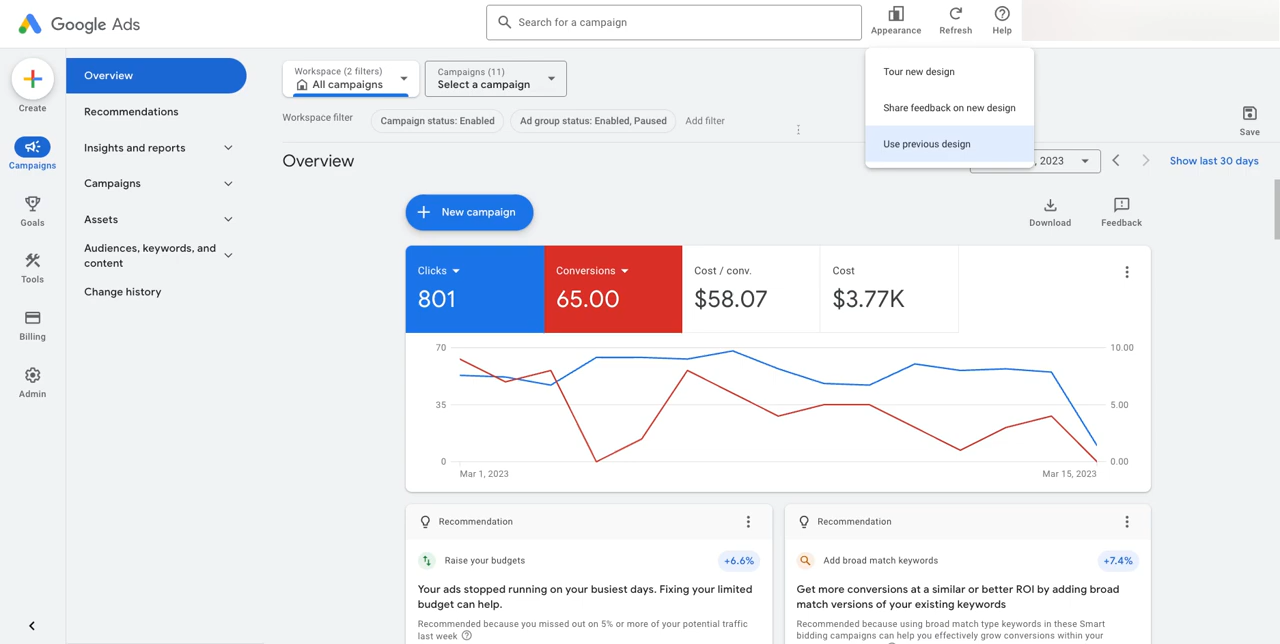 Google Ads
Search for a campaign
Appearance
Refresh
Help
Tour new design
Share feedback on new design
Use previous design
Create
Campaigns
Goals
Tools
Billing
Admin
Overview
Recommendations
Insights and reports
Campaigns
Assets
Audiences, keywords, and
content
Change history
Workspace (2 filters)
All campaigns
Campaigns (11)
Select a campaign
Workspace filter
Campaign status: Enabled
Ad group status: Enabled, Paused
Add filter
Save
Overview
, 2023
Show last 30 days
New campaign
Download
Feedback
Clicks
801
Conversions
65.00
Cost / conv.
$58.07
Cost
$3.77K
70
35
0
10.00
5.00
0.00
Mar 1, 2023
Mar 15, 2023
Recommendation
Raise your budgets
+6.6%
Your ads stopped running on your busiest days. Fixing your limited
budget can help.
Recommended because you missed out on 5% or more of your potential traffic
last week
Recommendation
Add broad match keywords
+7.4%
Get more conversions at a similar or better ROI by adding broad
match versions of your existing keywords
Recommended because using broad match type keywords in these Smart
bidding campaigns can help you effectively grow conversions within your